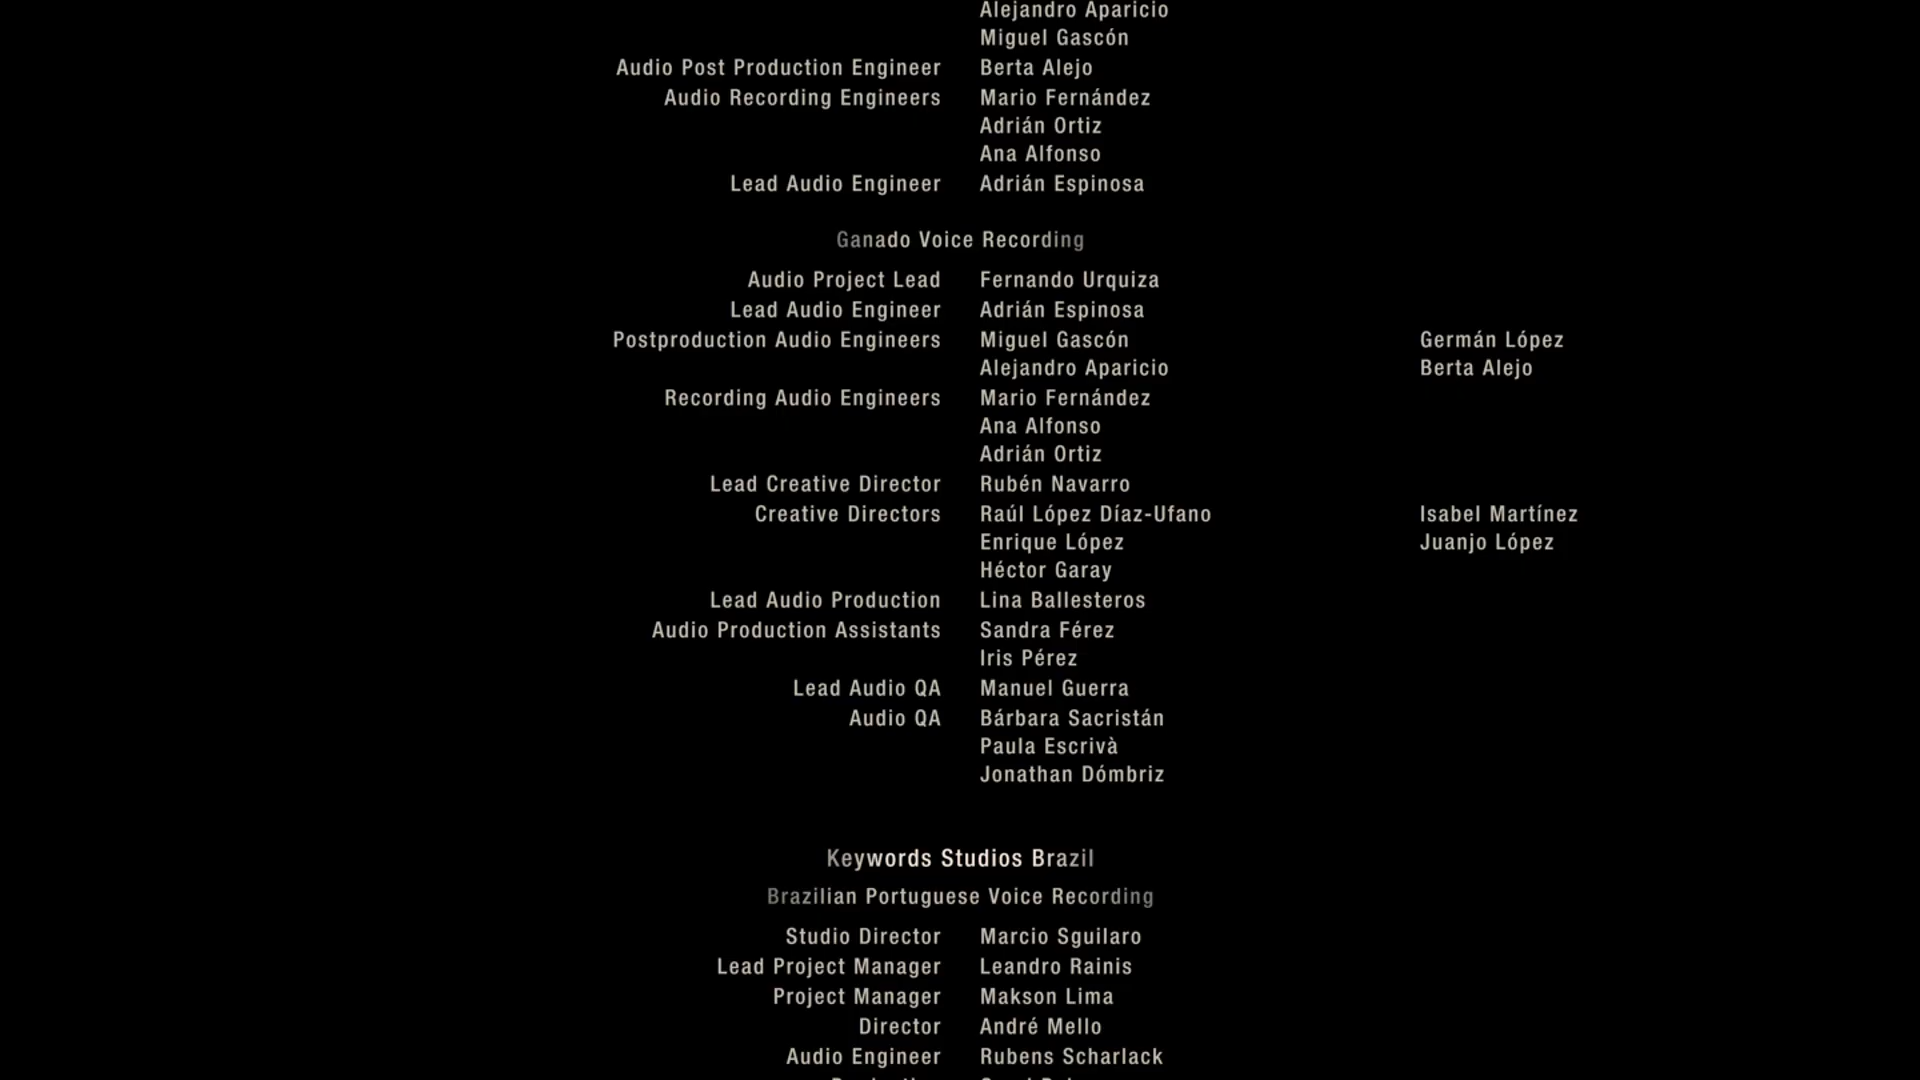 Alejandro Aparicio
Miguel Gascón
Audio Post Production Engineer Berta Alejo
Audio Recording Engineers Mario Fernández
Adrián Ortiz
Ana Alfonso
Lead Audio Engineer Adrián Espinosa
Ganado Voice Recording
Audio Project Lead Fernando Urquiza
Lead Audio Engineer Adrián Espinosa
Postproduction Audio Engineers Miguel Gascón Germán López
Alejandro Aparicio Berta Alejo
Recording Audio Engineers Mario Fernández
Ana Alfonso
Adrián Ortiz
Lead Creative Director Rubén Navarro
Creative Directors Raúl López Díaz-Ufano Isabel Martínez
Enrique López Juanjo López
Héctor Garay
Lead Audio Production Lina Ballesteros
Audio Production Assistants Sandra Férez
Iris Pérez
Lead Audio QA Manuel Guerra
Audio QA Bárbara Sacristán
Paula Escrivà
Jonathan Dómbriz
Keywords Studios Brazil
Brazilian Portuguese Voice Recording
Studio Director Marcio Sguilaro
Lead Project Manager Leandro Rainis
Project Manager Makson Lima
Director André Mello
Audio Engineer Rubens Scharlack